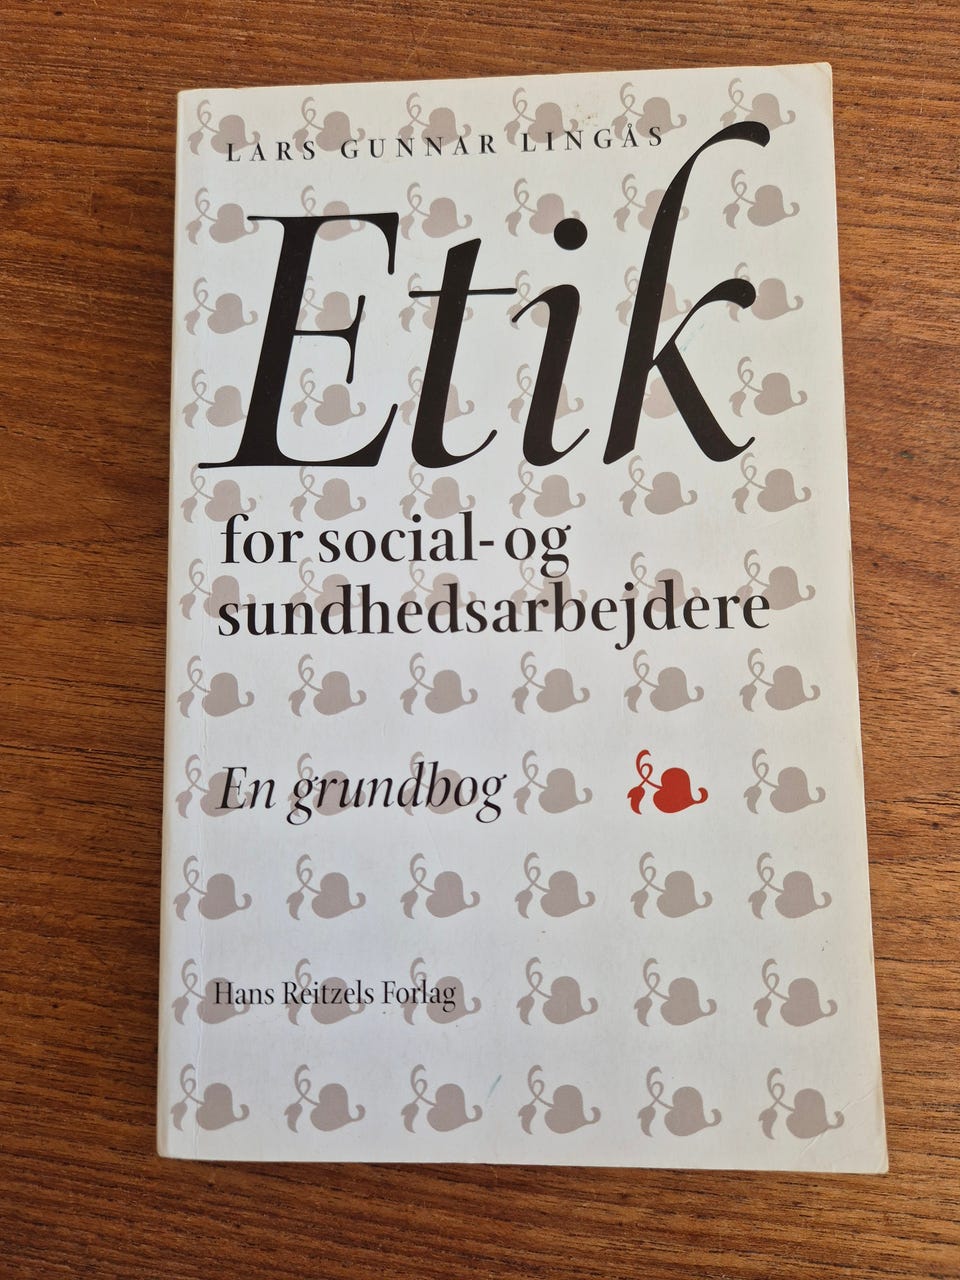 LARS GUNNAR LINGÅS
Etik
for social- og
sundhedsarbejdere
En grundbog
Hans Reitzels Forlag